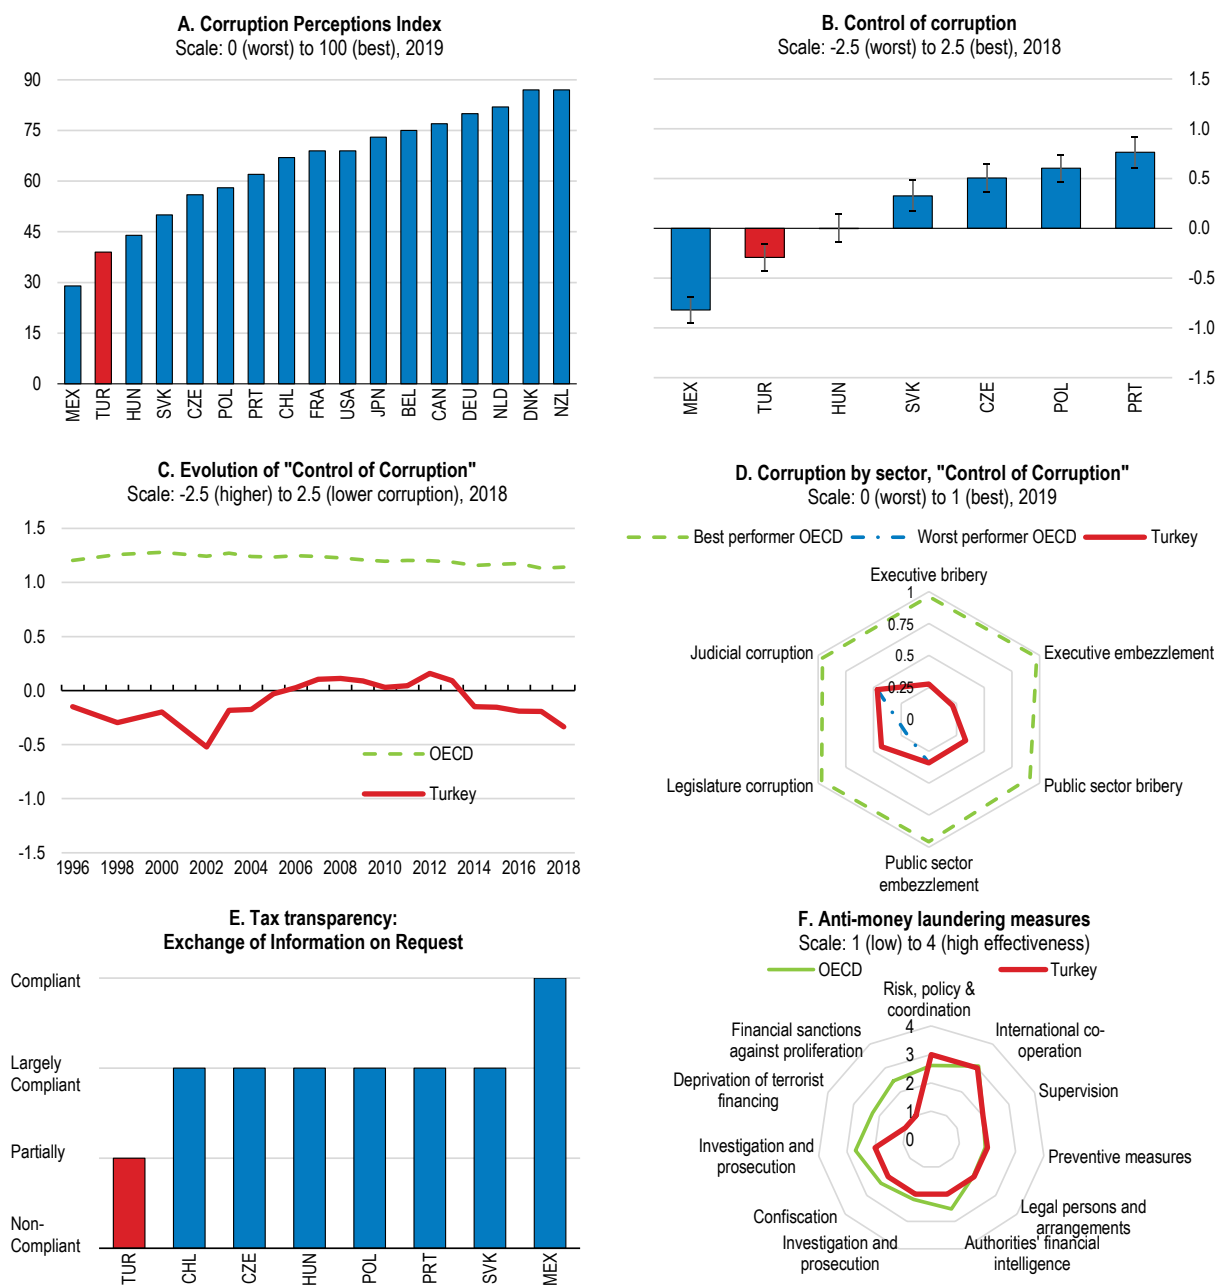 A. Corruption Perceptions Index
Scale: 0 (worst) to 100 (best), 2019
90
75
60
45
30
15
0
MEX
TUR
HUN
SVK
CZE
POL
PRT
CHL
FRA
USA
JPN
BEL
CAN
DEU
NLD
DNK
NZL
B. Control of corruption
Scale: -2.5 (worst) to 2.5 (best), 2018
1.5
1.0
0.5
0.0
-0.5
-1.0
-1.5
MEX
TUR
HUN
SVK
CZE
POL
PRT
C. Evolution of "Control of Corruption"
Scale: -2.5 (higher) to 2.5 (lower corruption), 2018
1.5
1.0
0.5
0.0
-0.5
-1.0
-1.5
OECD
Turkey
1996 1998 2000 2002 2004 2006 2008 2010 2012 2014 2016 2018
D. Corruption by sector, "Control of Corruption"
Scale: 0 (worst) to 1 (best), 2019
Best performer OECD Worst performer OECD Turkey
Executive bribery
1
0.75
0.5
0.25
0
Judicial corruption
Executive embezzlement
Legislature corruption
Public sector bribery
Public sector
embezzlement
E. Tax transparency:
Exchange of Information on Request
Compliant
Largely
Compliant
Partially
Non-
Compliant
TUR
CHL
CZE
HUN
POL
PRT
SVK
MEX
F. Anti-money laundering measures
Scale: 1 (low) to 4 (high effectiveness)
OECD Turkey
Risk, policy &
coordination
4
3
2
1
0
Financial sanctions
against proliferation
International co-
operation
Deprivation of terrorist
financing
Supervision
Investigation and
prosecution
Preventive measures
Confiscation
Legal persons and
arrangements
Investigation and
prosecution
Authorities' financial
intelligence